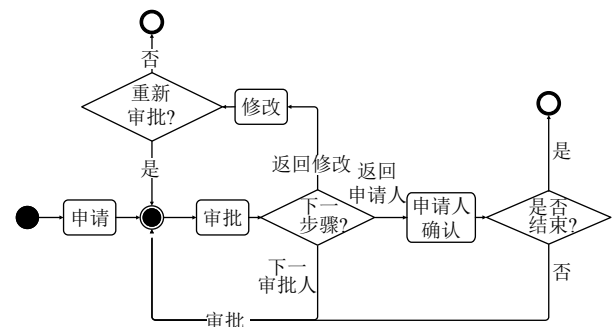 否
重新
审批?
修改
是
返回修改
返回
申请人
是
申请
审批
下一
步骤?
申请人
确认
是否
结束?
下一
审批人
否
审批